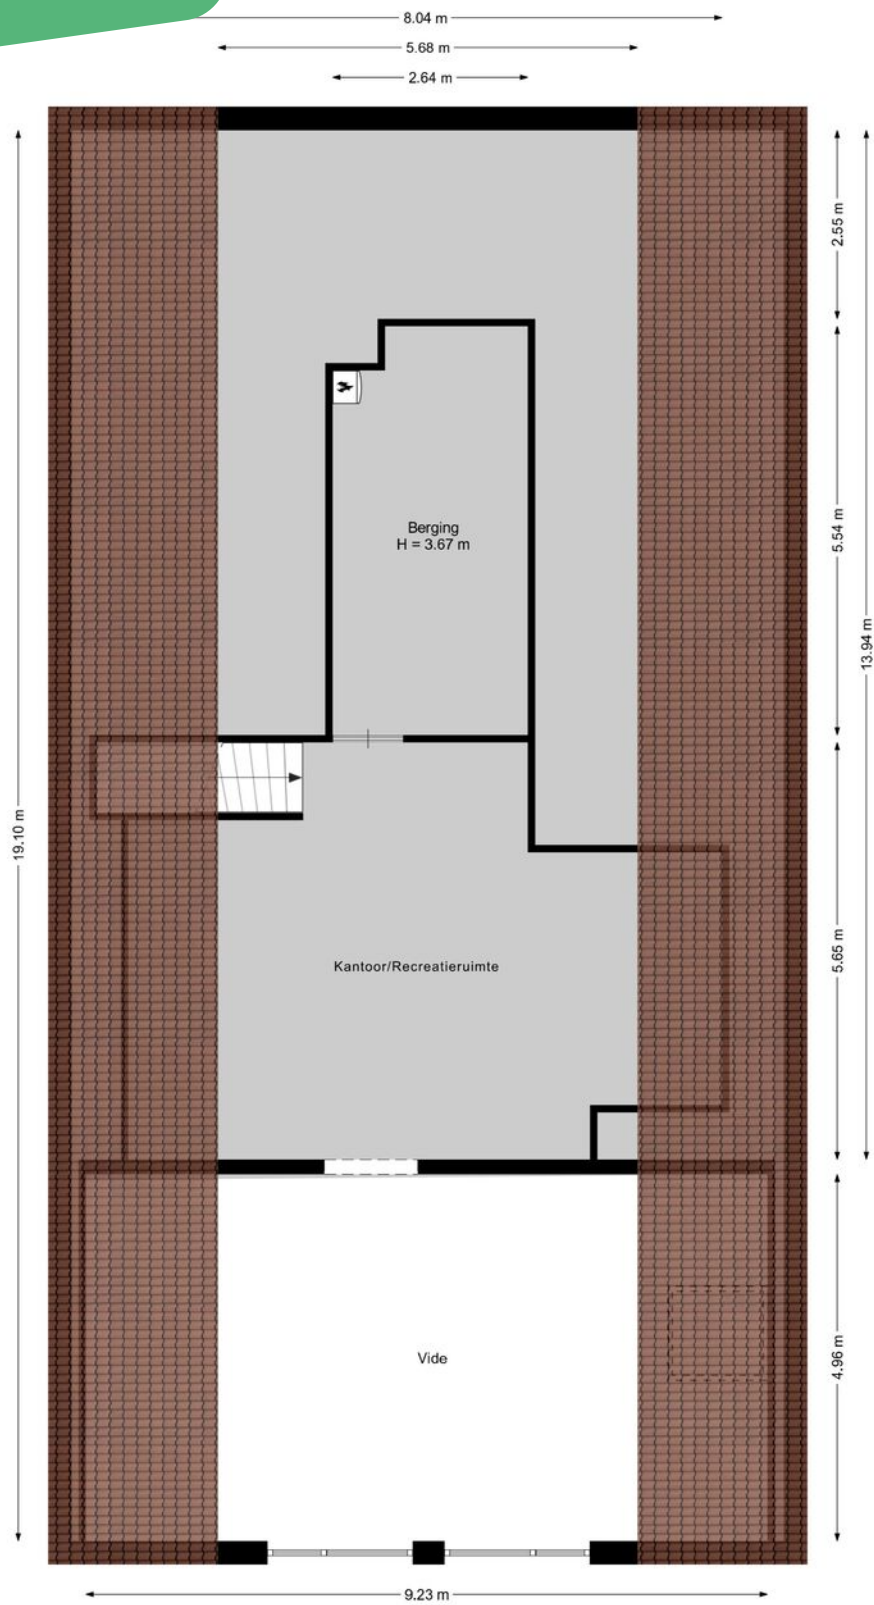 8.04 m
5.68 m
2.64 m
2.55 m
Berging
H = 3.67 m
5.54 m
13.94 m
19.10 m
5.65 m
Kantoor/Recreatieruimte
Vide
4.96 m
9.23 m